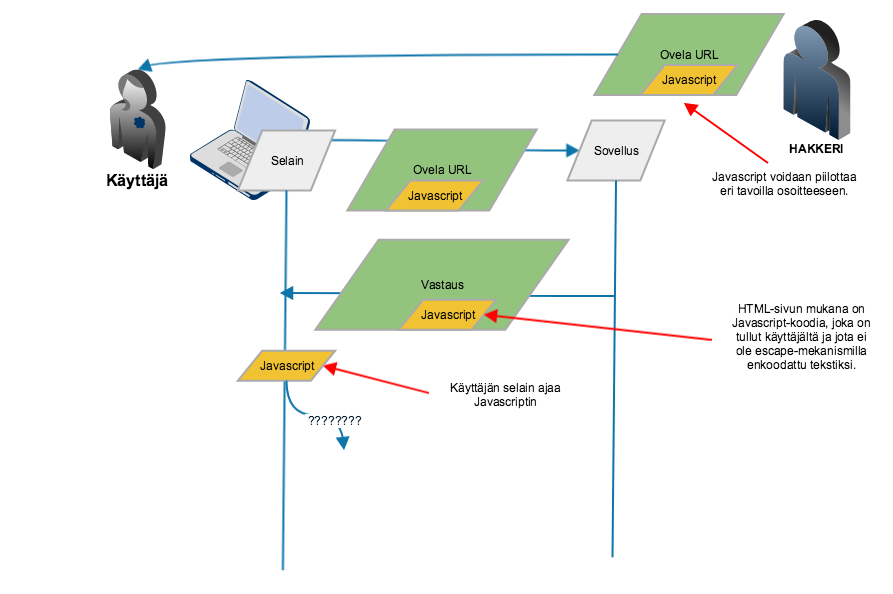 Ovela URL
Javascript
HAKKERI
Käyttäjä
Selain
Ovela URL
Javascript
Sovellus
Javascript voidaan piilottaa
eri tavoilla osoitteeseen.
Vastaus
Javascript
HTML-sivun mukana on
Javascript-koodia, joka on
tullut käyttäjältä ja jota ei
ole escape-mekanismilla
enkoodattu tekstiksi.
Javascript
Käyttäjän selain ajaa
Javascriptin
????????